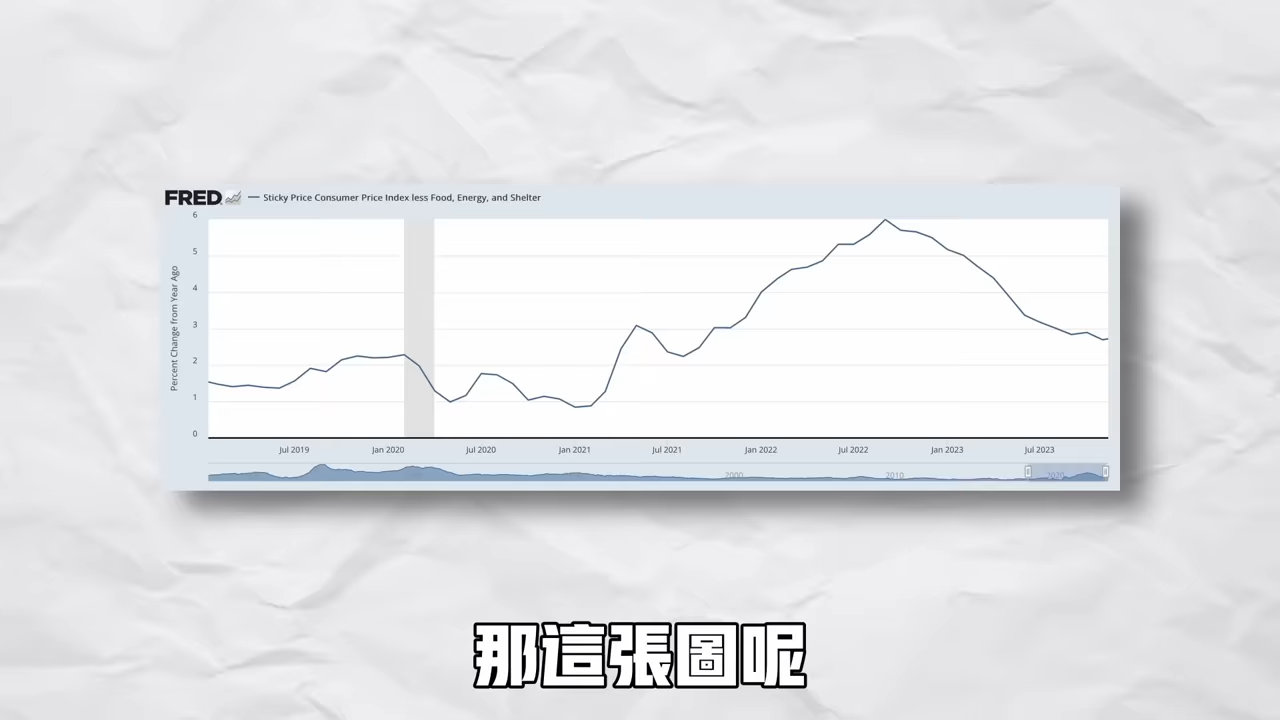 FRED
Sticky Price Consumer Price Index less Food, Energy, and Shelter
Percent Change from Year Ago
6
5
4
3
2
1
0
Jul 2019 Jan 2020 Jul 2020 Jan 2021 Jul 2021 Jan 2022 Jul 2022 Jan 2023 Jul 2023
2000 2010 2020
那這張圖呢